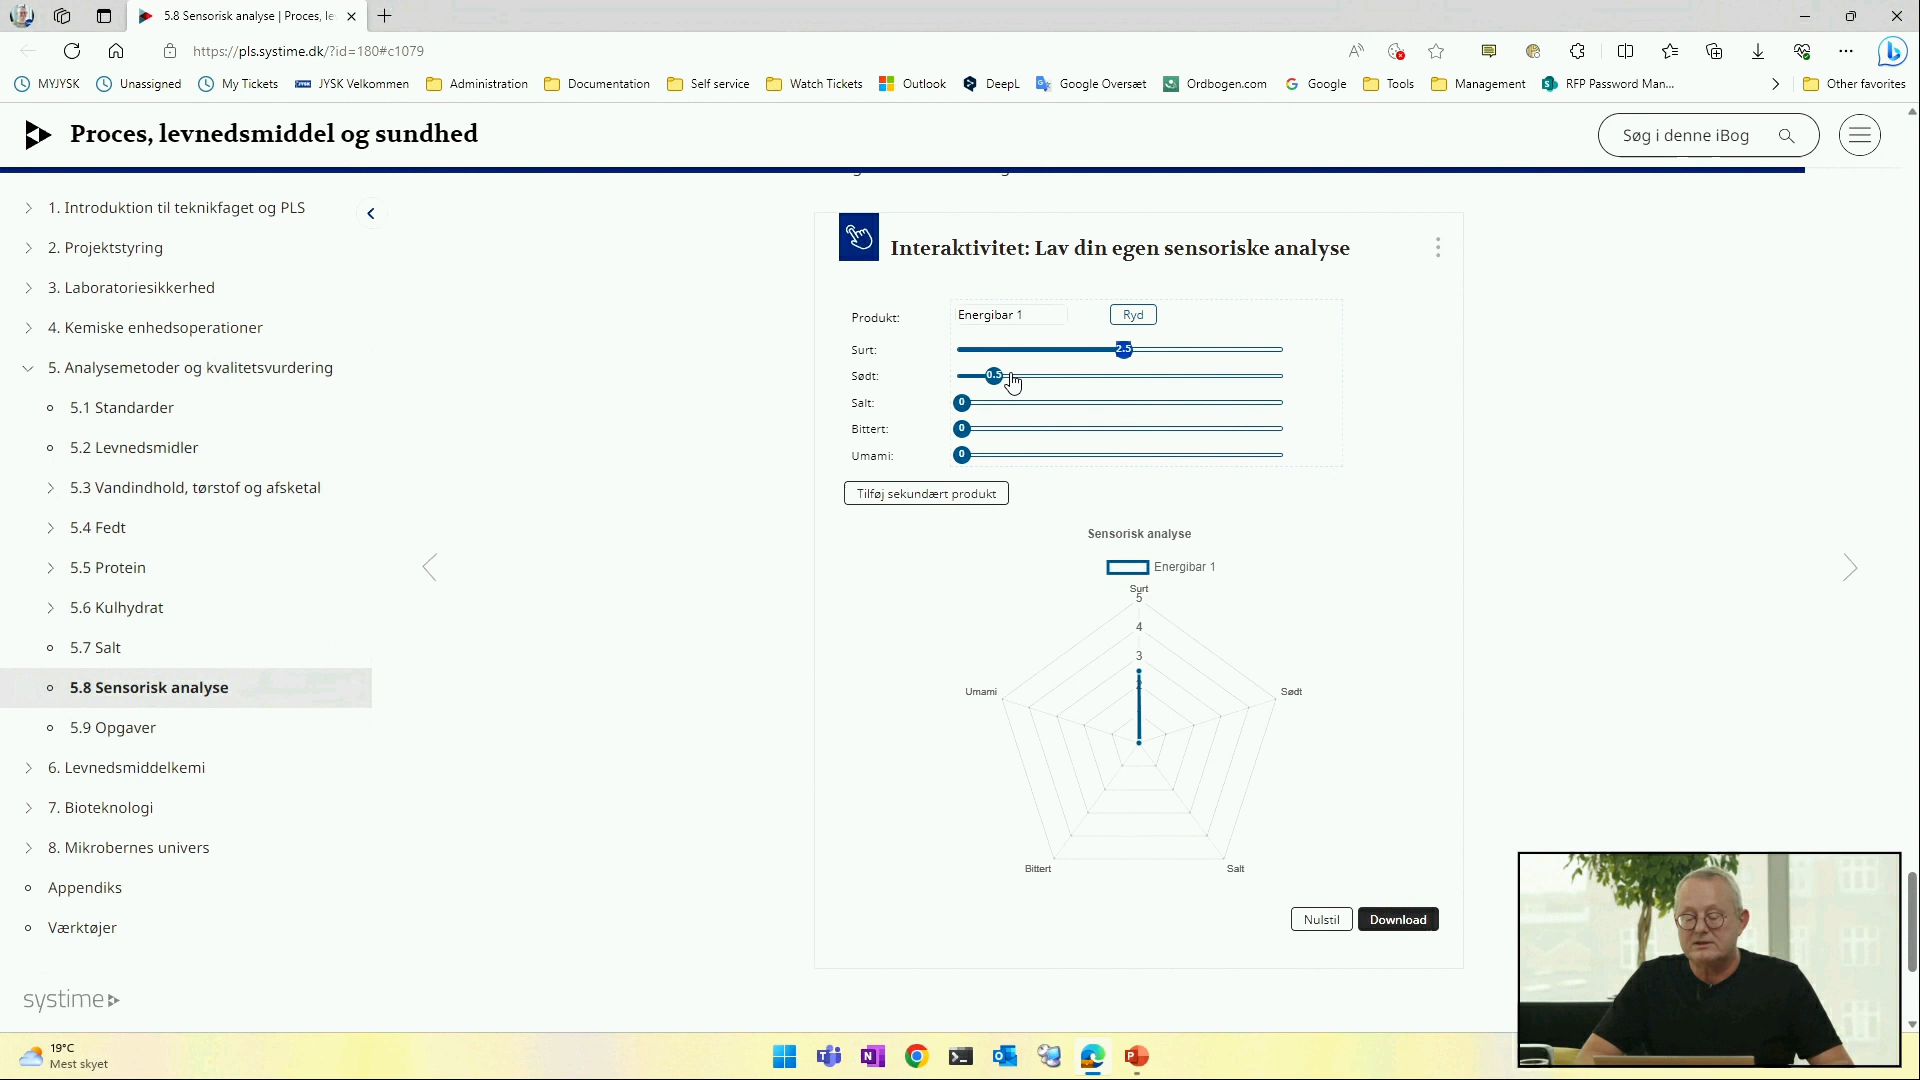 5.8 Sensorisk analyse | Proces, le
https://pls.systime.dk/?id=180#c1079
MYJYSK
Unassigned
My Tickets
JYSK Velkommen
Administration
Documentation
Self service
Watch Tickets
Outlook
DeepL
Google Oversæt
Ordbogen.com
Google
Tools
Management
RFP Password Man...
Other favorites
Proces, levnedsmiddel og sundhed
Søg i denne iBog
1. Introduktion til teknikfaget og PLS
2. Projektstyring
3. Laboratoriesikkerhed
4. Kemiske enhedsoperationer
5. Analysemetoder og kvalitetsvurdering
5.1 Standarder
5.2 Levnedsmidler
5.3 Vandindhold, tørstof og afsketal
5.4 Fedt
5.5 Protein
5.6 Kulhydrat
5.7 Salt
5.8 Sensorisk analyse
5.9 Opgaver
6. Levnedsmiddelkemi
7. Bioteknologi
8. Mikrobernes univers
Appendiks
Værktøjer
systime
Interaktivitet: Lav din egen sensoriske analyse
Produkt: Energibar 1 Ryd
Surt: 2.5
Sødt: 0.5
Salt: 0
Bittert: 0
Umami: 0
Tilføj sekundært produkt
Sensorisk analyse
Energibar 1
Surt
5
4
3
2
Umami
Sødt
Bittert
Salt
Nulstil
Download
19°C
Mest skyet